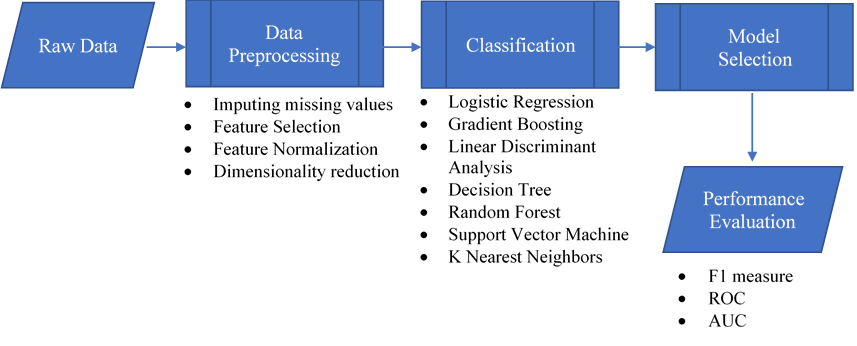 Raw Data
Data
Preprocessing
Classification
Model
Selection
• Imputing missing values
• Feature Selection
• Feature Normalization
• Dimensionality reduction
• Logistic Regression
• Gradient Boosting
• Linear Discriminant
Analysis
• Decision Tree
• Random Forest
• Support Vector Machine
• K Nearest Neighbors
Performance
Evaluation
• F1 measure
• ROC
• AUC